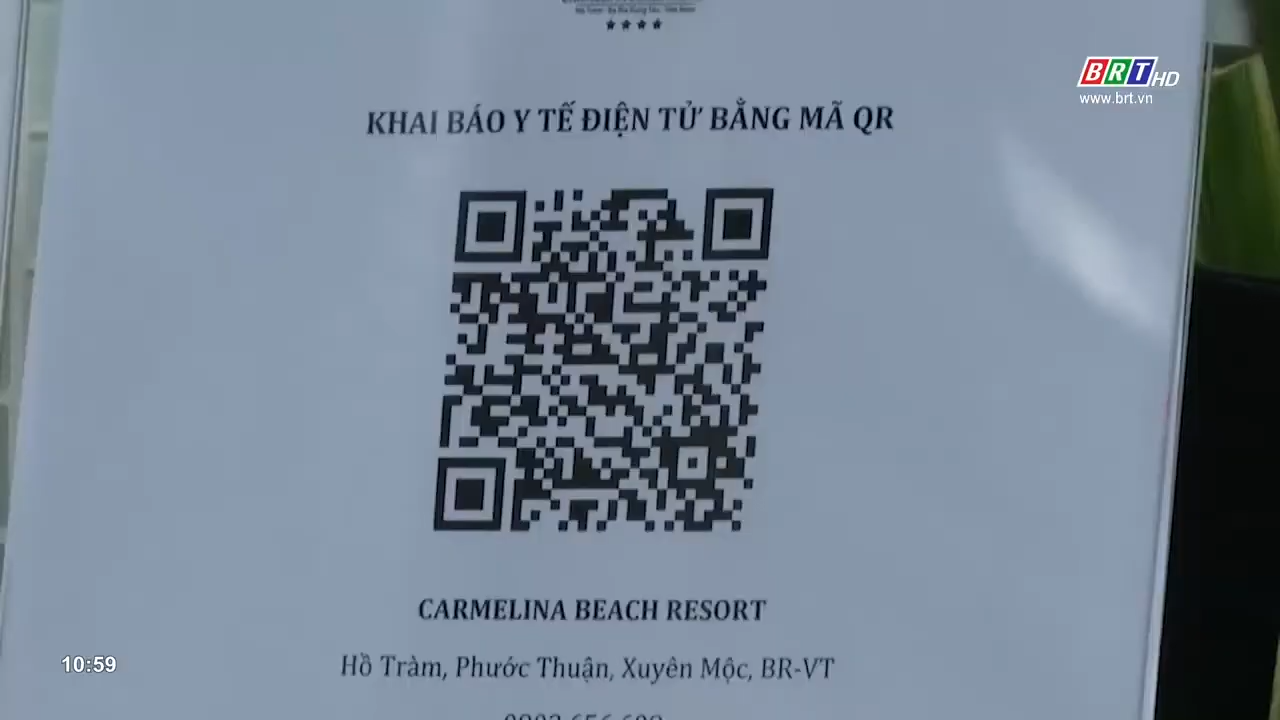 ★★★★
BRT HD
www.brt.vn
KHAI BÁO Y TẾ ĐIỆN TỬ BẰNG MÃ QR
CARMELINA BEACH RESORT
Hồ Tràm, Phước Thuận, Xuyên Mộc, BR-VT
10:59